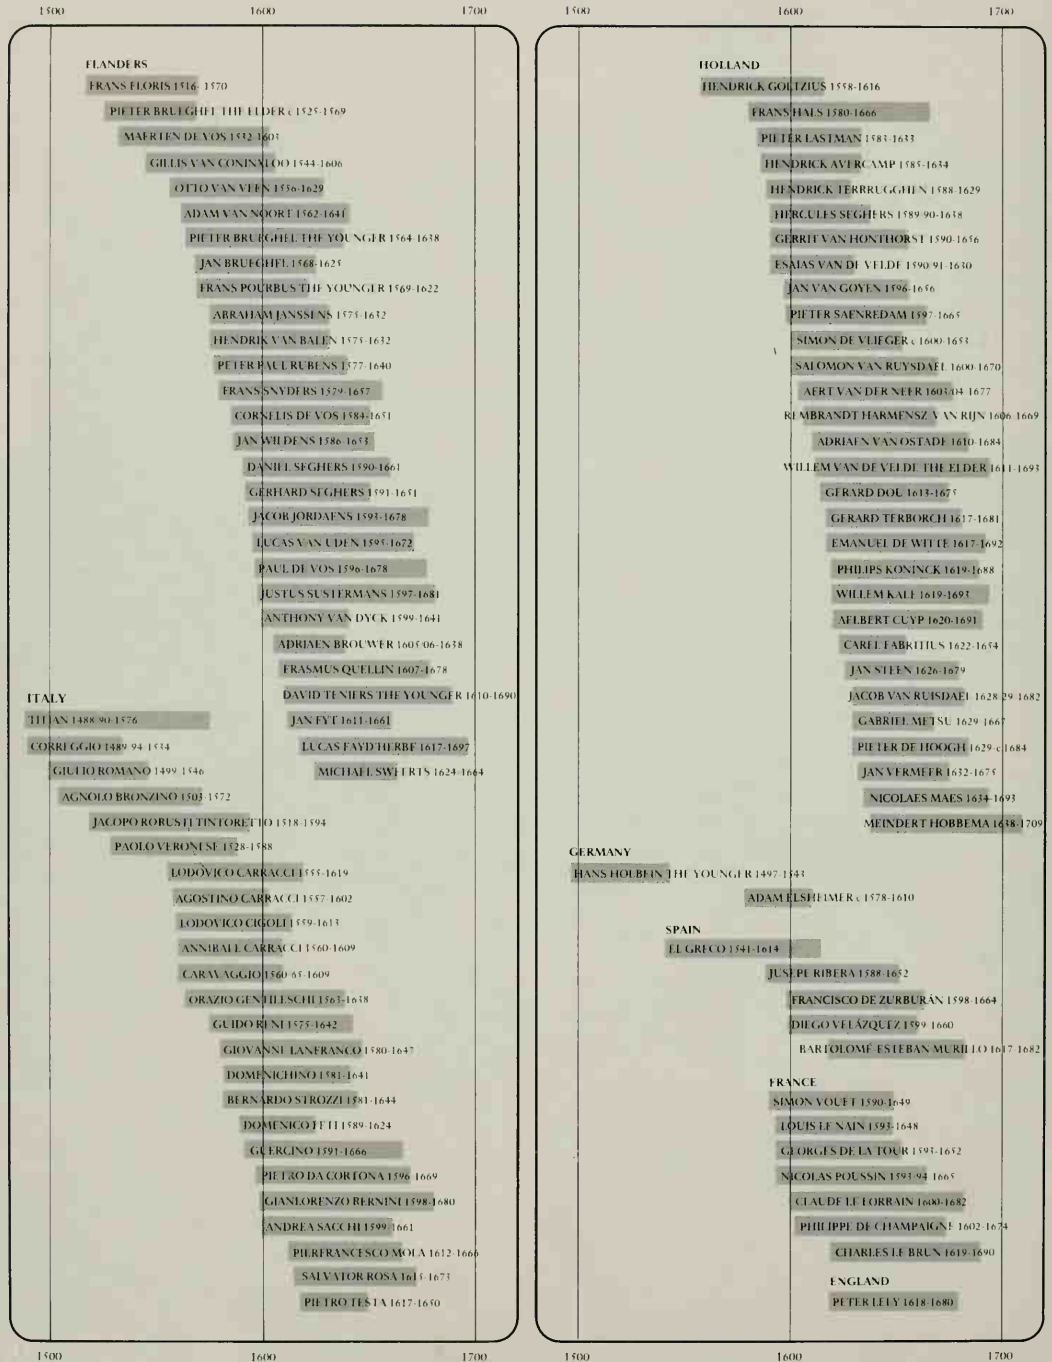 1500 1600 1700
FLANDERS
FRANS FLORIS 1516-1570
PIETER BRUEGHEL THE ELDER c 1525-1569
MAERTEN DE VOS 1532-1603
GILLIS VAN CONINXLOO 1544-1606
OTTO VAN VEEN 1556-1629
ADAM VAN NOORT 1562-1641
PIETER BRUEGHEL THE YOUNGER 1564-1638
JAN BRUEGHEL 1568-1625
FRANS POURBUS THE YOUNGER 1569-1622
ABRAHAM JANSSENS 1575-1632
HENDRIK VAN BALEN 1575-1632
PETER PAUL RUBENS 1577-1640
FRANS SNYDERS 1579-1657
CORNELIS DE VOS 1584-1651
JAN WILDENS 1586-1653
DANIEL SEGHERS 1590-1661
GERHARD SEGHERS 1591-1651
JACOB JORDAENS 1593-1678
LUCAS VAN UDEN 1595-1672
PAUL DE VOS 1596-1678
JUSTUS SUSTERMANS 1597-1681
ANTHONY VAN DYCK 1599-1641
ADRIAEN BROUWER 1605/06-1638
ERASMUS QUELLIN 1607-1678
DAVID TENIERS THE YOUNGER 1610-1690
JAN FYT 1611-1661
LUCAS FAYD'HERBE 1617-1697
MICHAEL SWEERTS 1624-1664
ITALY
TITIAN 1488/90-1576
CORREGGIO 1489/94-1534
GIULIO ROMANO 1499-1546
AGNOLO BRONZINO 1503-1572
JACOPO RORUSTI TINTORETTO 1518-1594
PAOLO VERONESE 1528-1588
LODOVICO CARRACCI 1555-1619
AGOSTINO CARRACCI 1557-1602
LODOVICO CIGOLI 1559-1613
ANNIBALE CARRACCI 1560-1609
CARAVAGGIO 1560/65-1609
ORAZIO GENTILESCHI 1563-1638
GUIDO RENI 1575-1642
GIOVANNI LANFRANCO 1580-1647
DOMENICHINO 1581-1641
BERNARDO STROZZI 1581-1644
DOMENICO FETI 1589-1624
GUERCINO 1591-1666
PIETRO DA CORTONA 1596-1669
GIANLORENZO BERNINI 1598-1680
ANDREA SACCHI 1599-1661
PIERFRANCESCO MOLA 1612-1666
SALVATOR ROSA 1615-1673
PIETRO TESTA 1617-1650
1500 1600 1700
1500 1600 1700
HOLLAND
HENDRICK GOLTZIUS 1558-1616
FRANS HALS 1580-1666
PIETER LASTMAN 1583-1633
HENDRICK AVERCAMP 1585-1634
HENDRICK TERBRUGGHEN 1588-1629
HERCULES SEGHERS 1589/90-1638
GERRIT VAN HONTHORST 1590-1656
ESAIAS VAN DE VELDE 1590/91-1630
JAN VAN GOYEN 1596-1656
PIETER SAENREDAM 1597-1665
SIMON DE VLIEGER c 1600-1653
SALOMON VAN RUYSDAEL 1600-1670
AERT VAN DER NEER 1603/04-1677
REMBRANDT HARMENSZ VAN RIJN 1606-1669
ADRIAEN VAN OSTADE 1610-1684
WILLEM VAN DE VELDE THE ELDER 1611-1693
GERARD DOU 1613-1675
GERARD TERBORCH 1617-1681
EMANUEL DE WITTE 1617-1692
PHILIPS KONINCK 1619-1688
WILLEM KALF 1619-1693
AELBERT CUYP 1620-1691
CAREL FABRITIUS 1622-1654
JAN STEEN 1626-1679
JACOB VAN RUISDAEL 1628/29-1682
GABRIEL METSU 1629-1667
PIETER DE HOOGH 1629-c 1684
JAN VERMEER 1632-1675
NICOLAES MAES 1634-1693
MEINDERT HOBBEMA 1638-1709
GERMANY
HANS HOLBEIN THE YOUNGER 1497-1543
ADAM ELSHEIMER c 1578-1610
SPAIN
EL GRECO 1541-1614
JUSEPE RIBERA 1588-1652
FRANCISCO DE ZURBURÁN 1598-1664
DIEGO VELÁZQUEZ 1599-1660
BARTOLOMÉ-ESTEBAN MURILLO 1617-1682
FRANCE
SIMON VOUET 1590-1649
LOUIS LE NAIN 1593-1648
GEORGES DE LA TOUR 1593-1652
NICOLAS POUSSIN 1593/94-1665
CLAUDE LE LORRAIN 1600-1682
PHILIPPE DE CHAMPAIGNE 1602-1674
CHARLES LE BRUN 1619-1690
ENGLAND
PETER LELY 1618-1680
1500 1600 1700